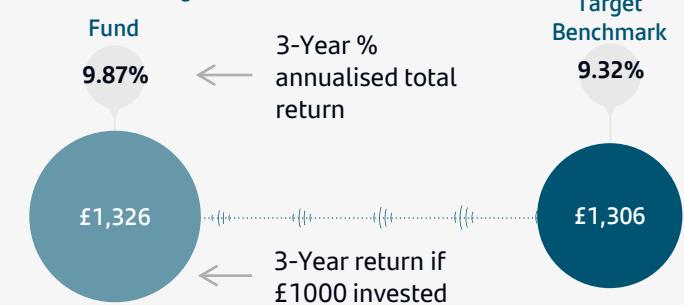 Fund
9.87%
3-Year %
annualised total
return
Target
Benchmark
9.32%
£1,326
£1,306
3-Year return if
£1000 invested